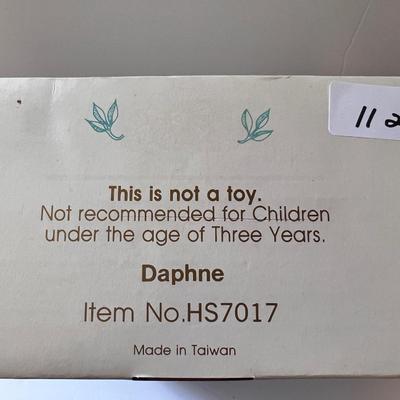 112
This is not a toy.
Not recommended for Children
under the age of Three Years.
Daphne
Item No.HS7017
Made in Taiwan